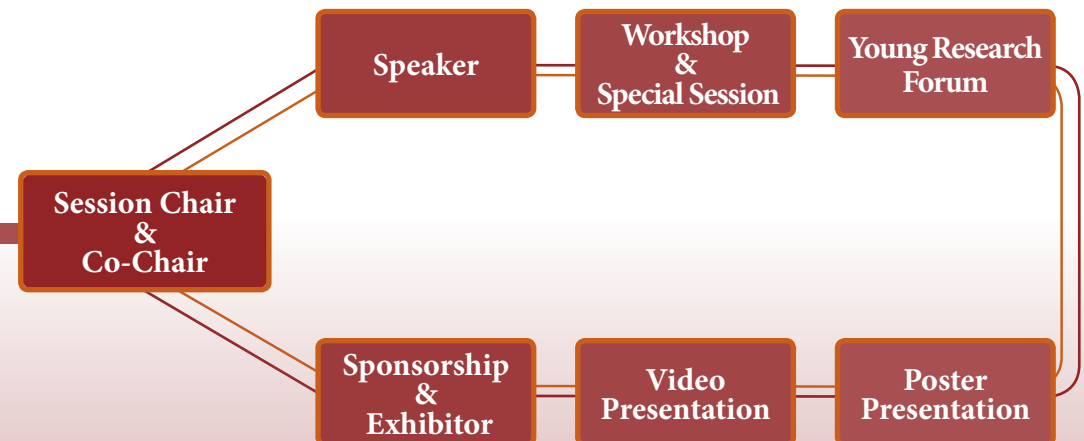 Speaker
Workshop
&
Special Session
Young Research
Forum
Session Chair
&
Co-Chair
Sponsorship
&
Exhibitor
Video
Presentation
Poster
Presentation